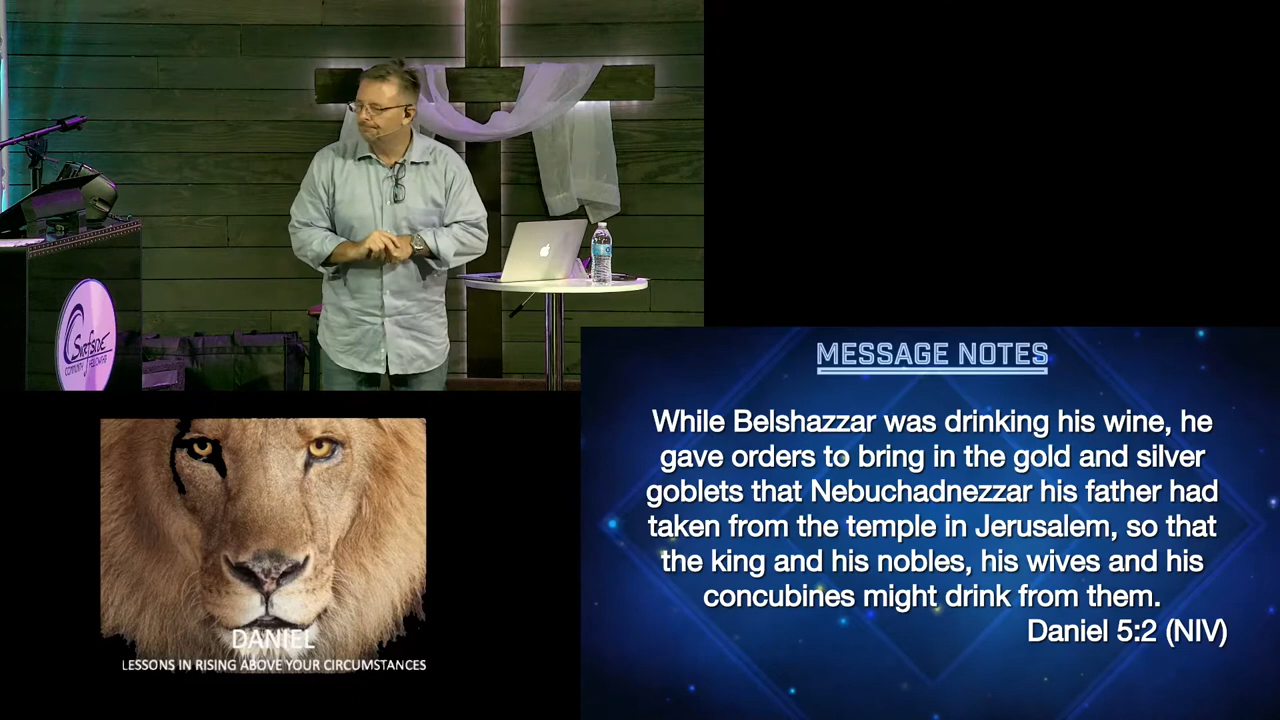 Surfside
COMMUNITY FELLOWSHIP
MESSAGE NOTES
While Belshazzar was drinking his wine, he
gave orders to bring in the gold and silver
goblets that Nebuchadnezzar his father had
taken from the temple in Jerusalem, so that
the king and his nobles, his wives and his
concubines might drink from them.
Daniel 5:2 (NIV)
DANIEL
LESSONS IN RISING ABOVE YOUR CIRCUMSTANCES